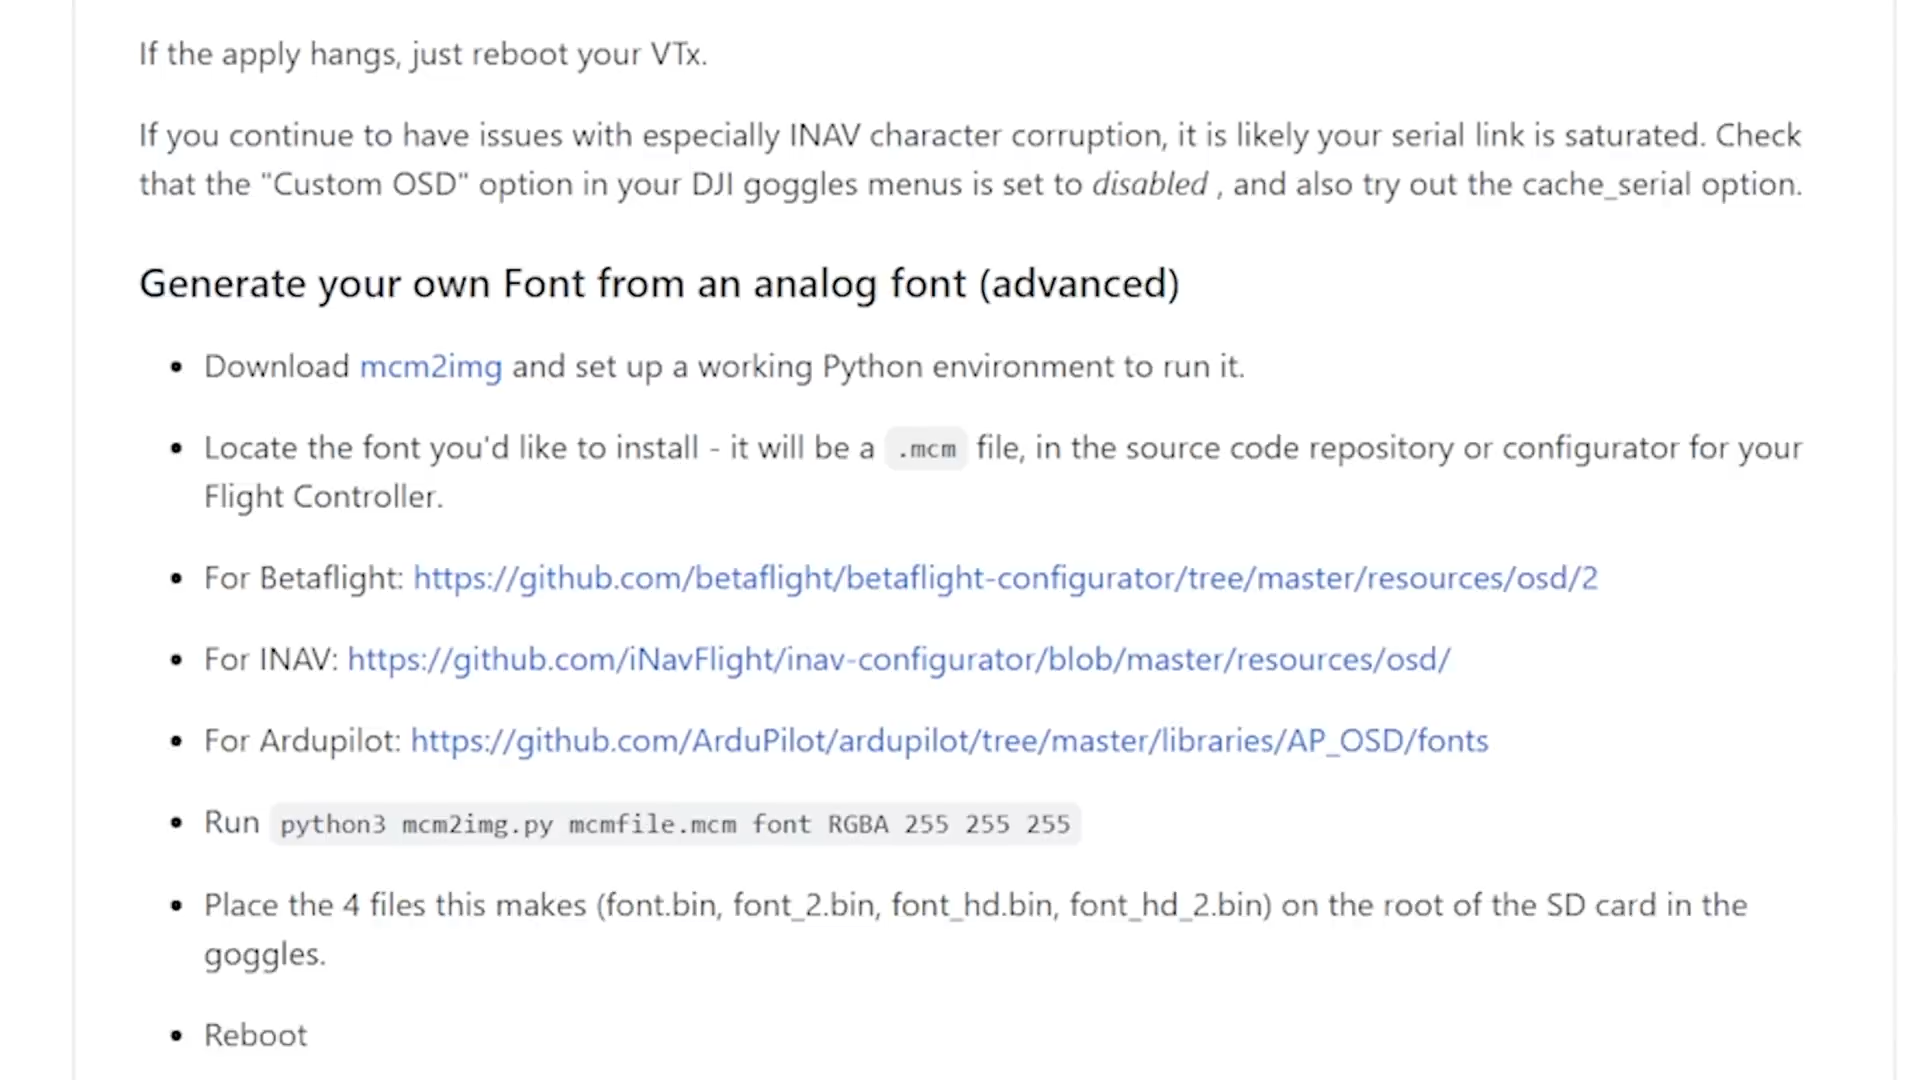 If the apply hangs, just reboot your VTx.
If you continue to have issues with especially INAV character corruption, it is likely your serial link is saturated. Check
that the "Custom OSD" option in your DJI goggles menus is set to disabled , and also try out the cache_serial option.
Generate your own Font from an analog font (advanced)
• Download mcm2img and set up a working Python environment to run it.
• Locate the font you'd like to install - it will be a .mcm file, in the source code repository or configurator for your
Flight Controller.
• For Betaflight: https://github.com/betaflight/betaflight-configurator/tree/master/resources/osd/2
• For INAV: https://github.com/iNavFlight/inav-configurator/blob/master/resources/osd/
• For Ardupilot: https://github.com/ArduPilot/ardupilot/tree/master/libraries/AP_OSD/fonts
• Run python3 mcm2img.py mcmfile.mcm font RGBA 255 255 255
• Place the 4 files this makes (font.bin, font_2.bin, font_hd.bin, font_hd_2.bin) on the root of the SD card in the
goggles.
• Reboot